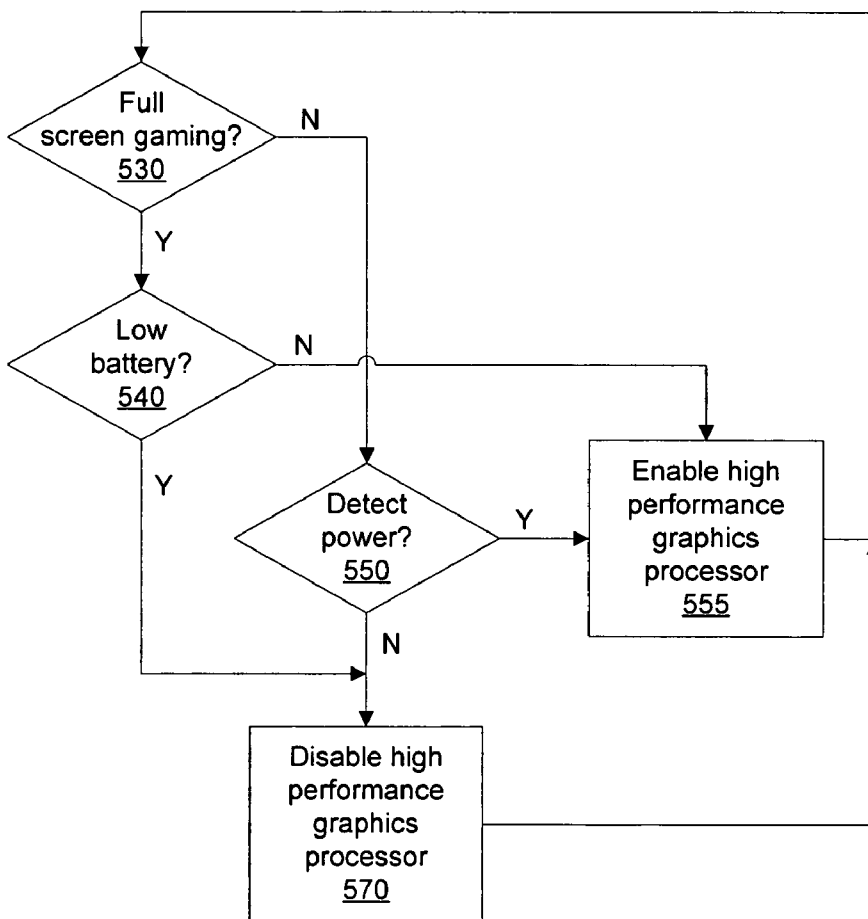 Full
screen gaming?
530
N
Y
Low
battery?
540
N
Y
Detect
power?
550
Y
N
Enable high
performance
graphics
processor
555
Disable high
performance
graphics
processor
570